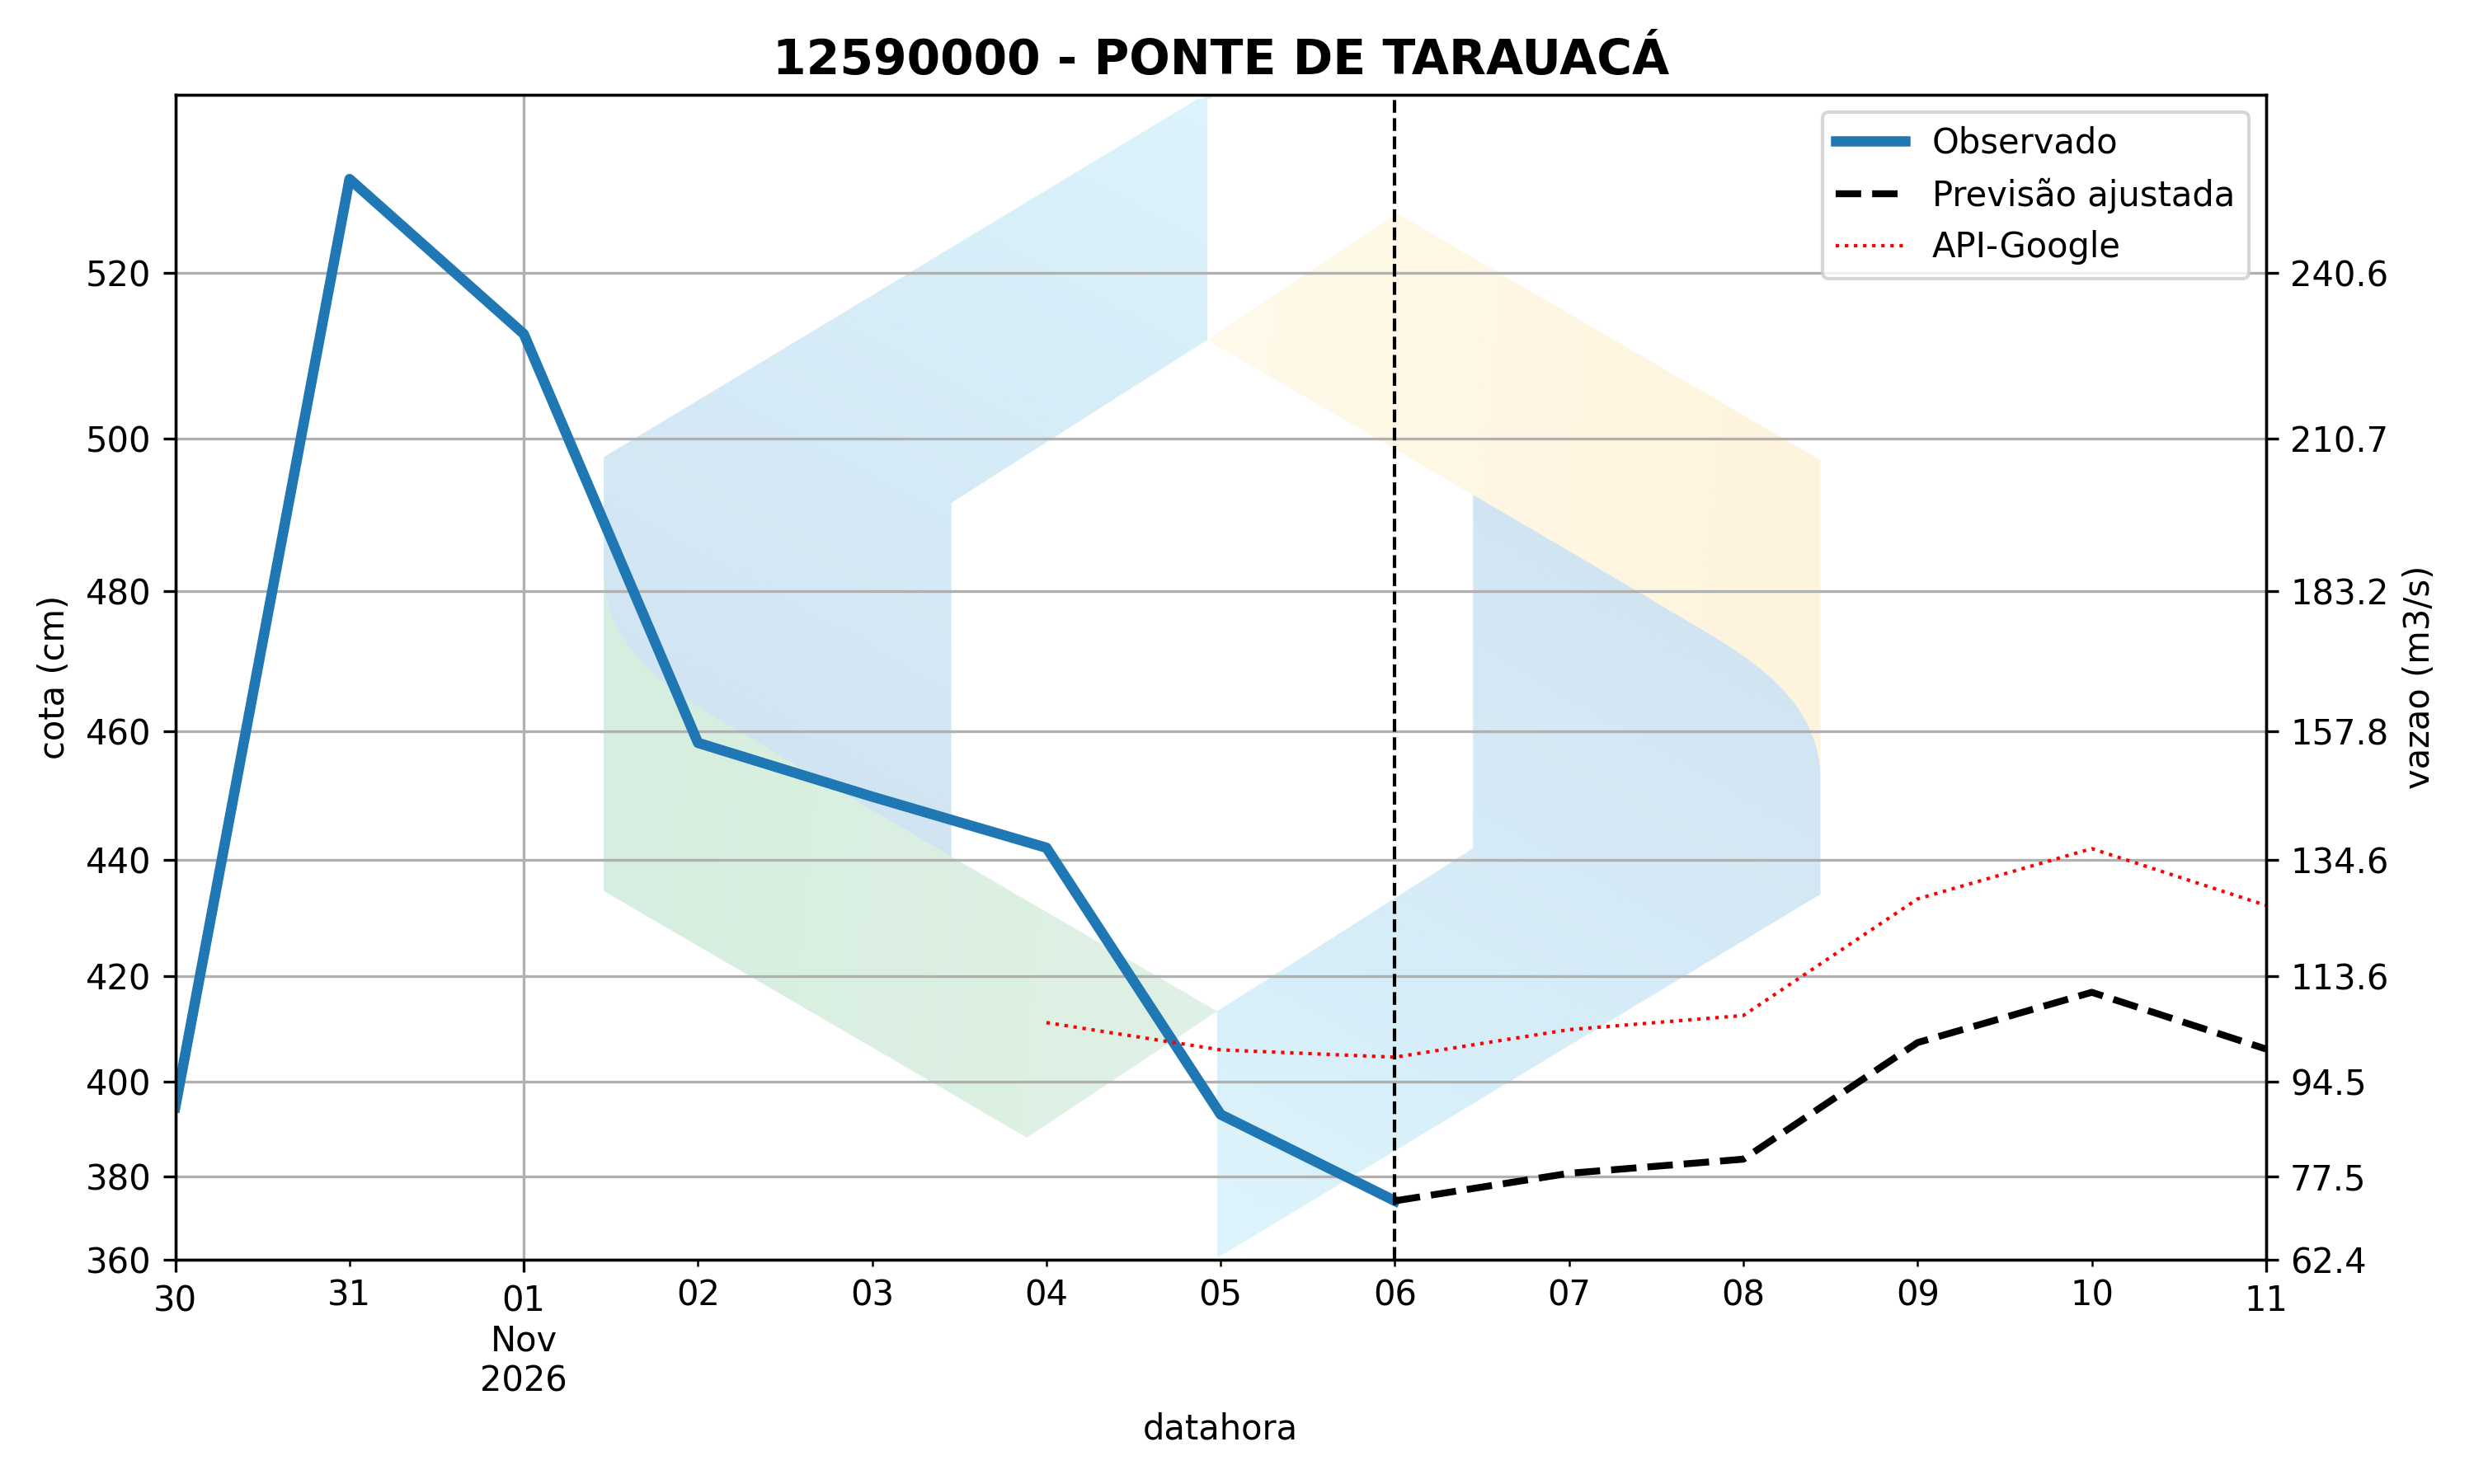 12590000 - PONTE DE TARAUACÁ
Observado
Previsão ajustada
API-Google
520
500
480
460
440
420
400
380
360
cota (cm)
240.6
210.7
183.2
157.8
134.6
113.6
94.5
77.5
62.4
vazao (m3/s)
30 31 01 02 03 04 05 06 07 08 09 10 11
Nov
2026
datahora